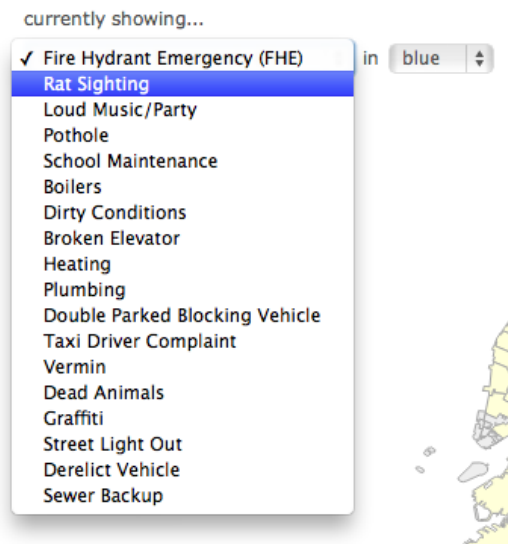 currently showing...
✓ Fire Hydrant Emergency (FHE) in blue
Rat Sighting
Loud Music/Party
Pothole
School Maintenance
Boilers
Dirty Conditions
Broken Elevator
Heating
Plumbing
Double Parked Blocking Vehicle
Taxi Driver Complaint
Vermin
Dead Animals
Graffiti
Street Light Out
Derelict Vehicle
Sewer Backup